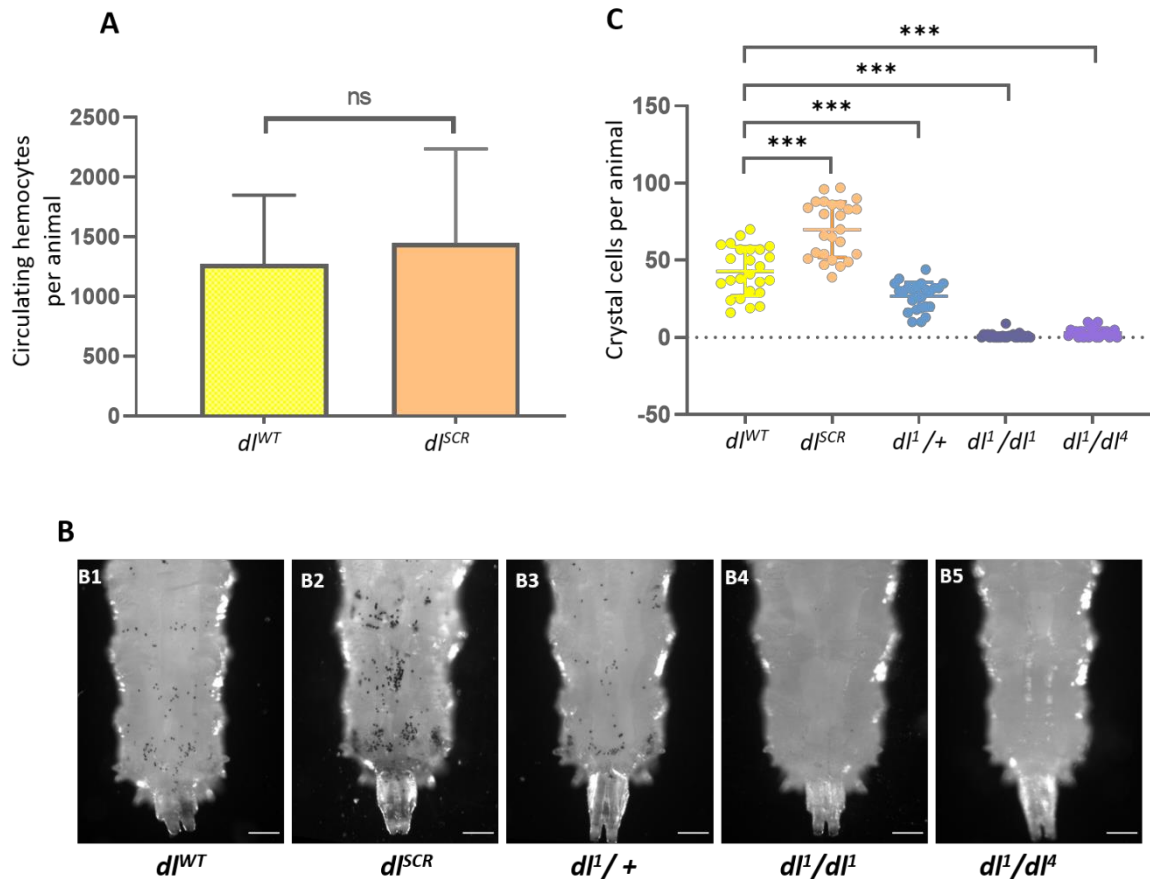 A
Circulating hemocytes
per animal
2500
2000
1500
1000
500
0
ns
dl^WT
dl^SCR
C
Crystal cells per animal
150
100
50
0
-50
***
***
***
***
dl^WT
dl^SCR
dl^1/+
dl^1/dl^1
dl^1/dl^4
B
B1
B2
B3
B4
B5
dl^WT
dl^SCR
dl^1/+
dl^1/dl^1
dl^1/dl^4